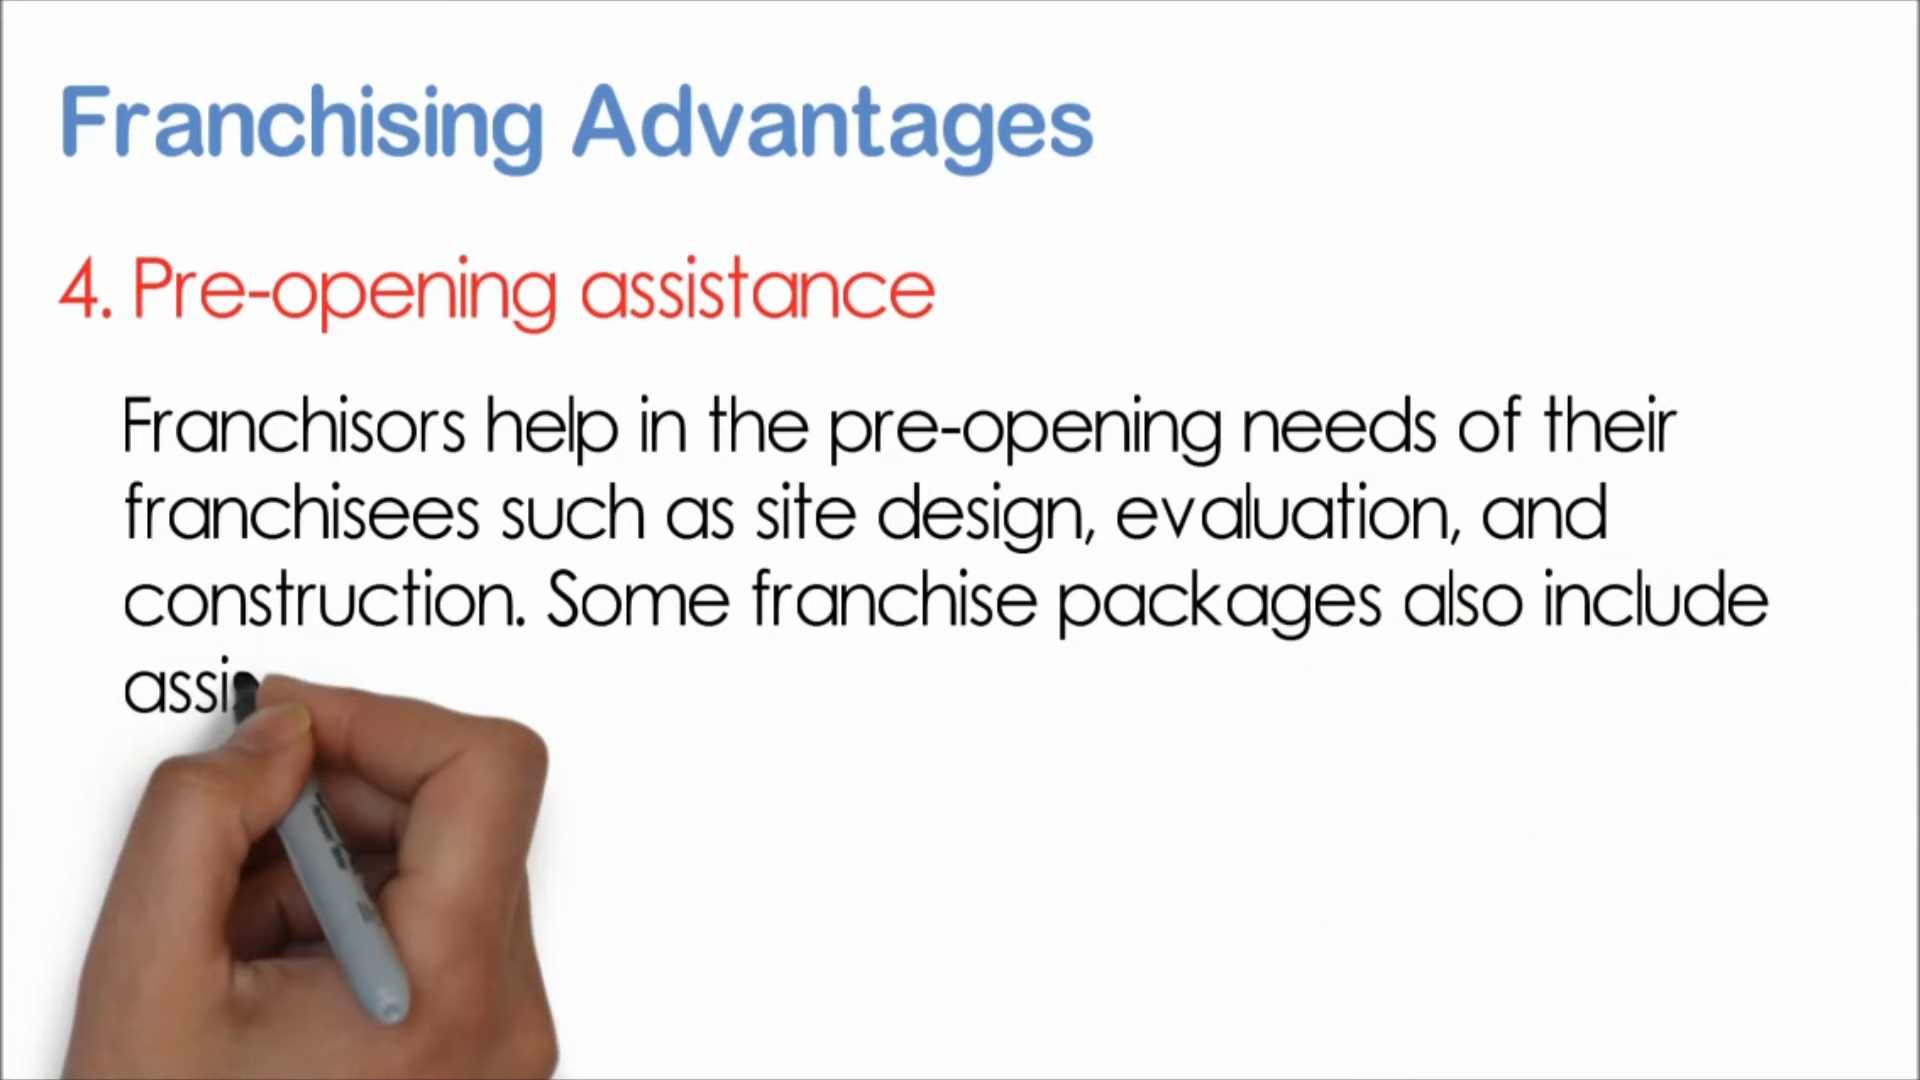 Franchising Advantages
4. Pre-opening assistance
Franchisors help in the pre-opening needs of their
franchisees such as site design, evaluation, and
construction. Some franchise packages also include